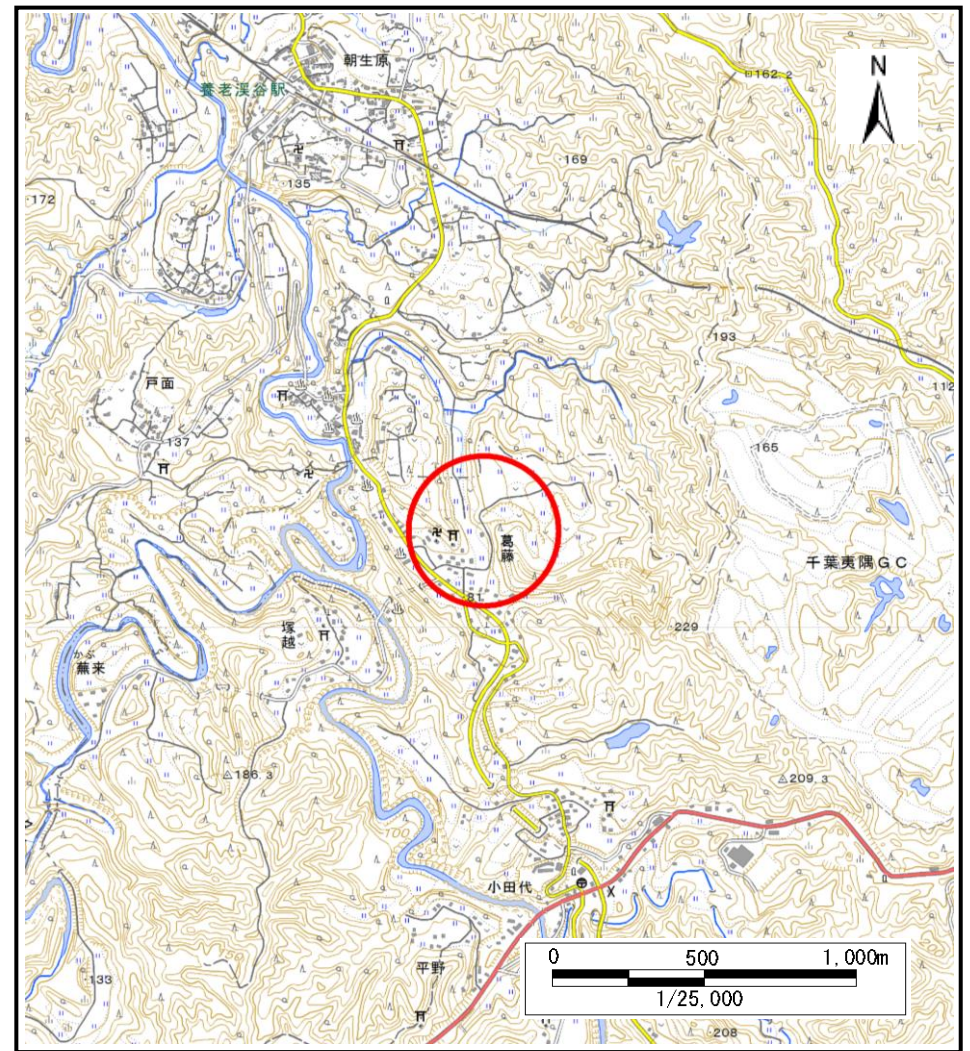 朝生原
162.2
N
養老渓谷駅
169
135
172
193
112
戸面
165
137
葛藤
千葉夷隅GC
81
塚越
229
かぶ
蕪来
186.3
209.3
小田代
0 500 1,000m
平野
133
1/25,000
208